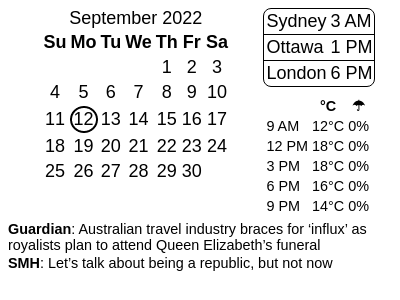 September 2022
Su Mo Tu We Th Fr Sa
1 2 3
4 5 6 7 8 9 10
11 12 13 14 15 16 17
18 19 20 21 22 23 24
25 26 27 28 29 30
Sydney 3 AM
Ottawa 1 PM
London 6 PM
°C ☂
9 AM 12°C 0%
12 PM 18°C 0%
3 PM 18°C 0%
6 PM 16°C 0%
9 PM 14°C 0%
Guardian: Australian travel industry braces for ‘influx’ as
royalists plan to attend Queen Elizabeth’s funeral
SMH: Let’s talk about being a republic, but not now